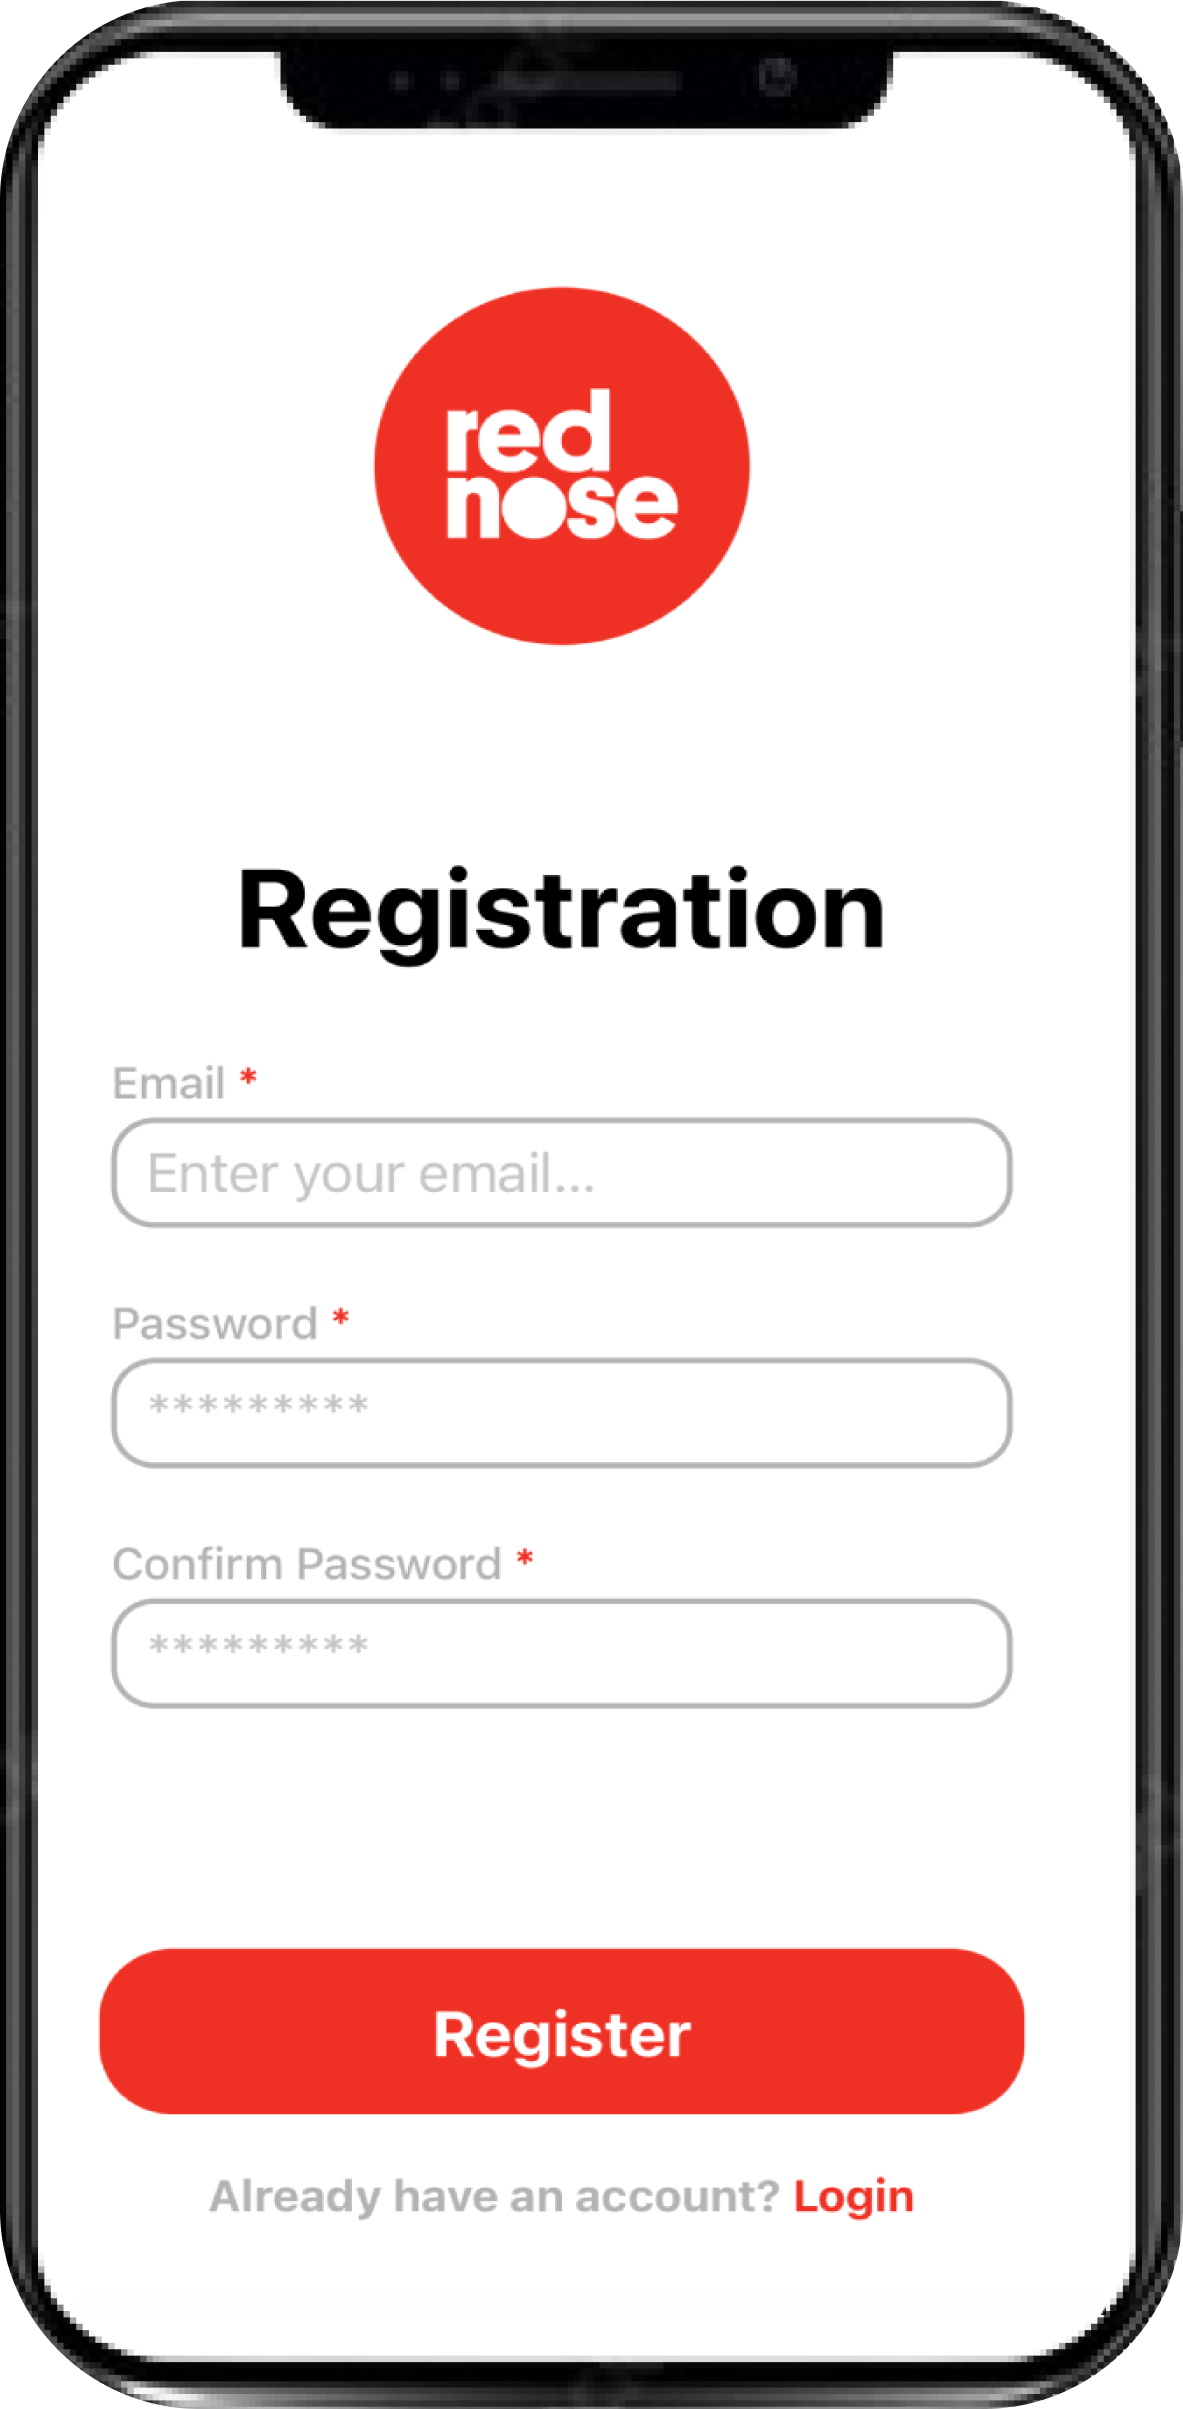 red
nose
Registration
Email *
Enter your email...
Password *
*********
Confirm Password *
*********
Register
Already have an account? Login